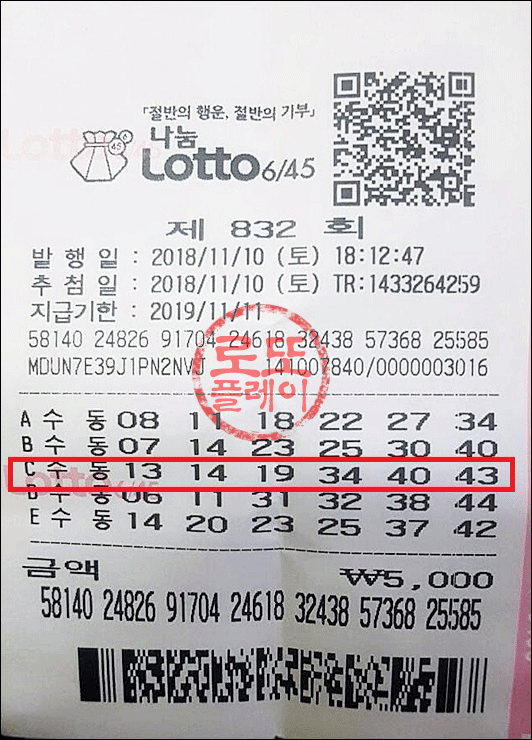 「절반의 행운, 절반의 기부」
나눔
Lotto 6/45
제 832 회
발 행 일 : 2018/11/10 (토) 18:12:47
추 첨 일 : 2018/11/10 (토) TR:1433264259
지급기한 : 2019/11/11
58140 24826 91704 24618 32438 57368 25585
MDUN7E39J1PN2NVJ 141007840/0000003016
로또
플레이
A 수 동 08 11 18 22 27 34
B 수 동 07 14 23 25 30 40
C 수 동 13 14 19 34 40 43
D 수 동 06 11 31 32 38 44
E 수 동 14 20 23 25 37 42
금액 ₩5,000
58140 24826 91704 24618 32438 57368 25585